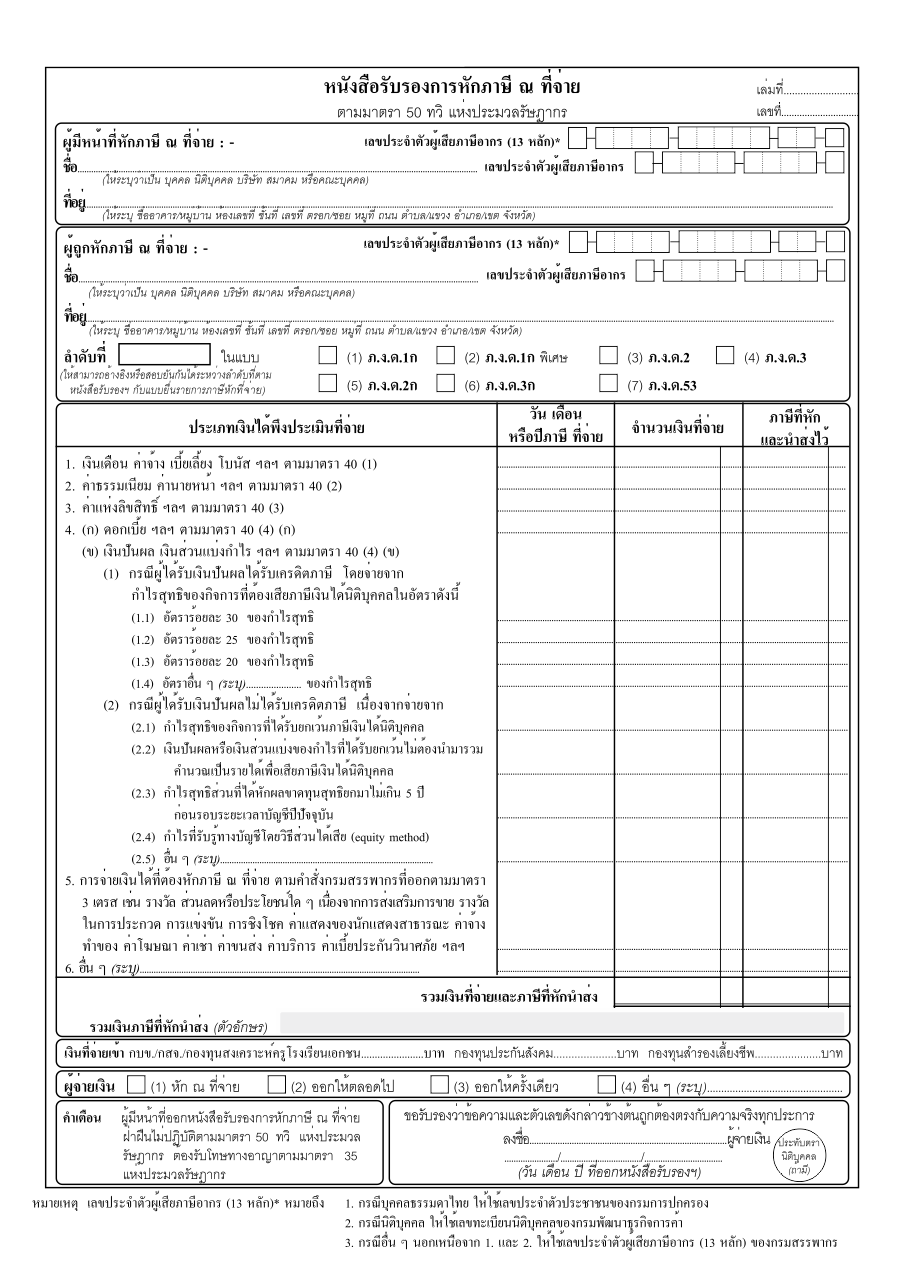 หนังสือรับรองการหักภาษี ณ ที่จ่าย
เล่มที่........................
ตามมาตรา 50 ทวิ แห่งประมวลรัษฎากร
เลขที่........................
ผู้มีหน้าที่หักภาษี ณ ที่จ่าย : -
เลขประจำตัวผู้เสียภาษีอากร (13 หลัก)*
ชื่อ........................ เลขประจำตัวผู้เสียภาษีอากร
(ให้ระบุว่าเป็น บุคคล นิติบุคคล บริษัท สมาคม หรือคณะบุคคล)
ที่อยู่........................
(ให้ระบุ ชื่ออาคาร/หมู่บ้าน ห้องเลขที่ ชั้นที่ เลขที่ ตรอก/ซอย หมู่ที่ ถนน ตำบล/แขวง อำเภอ/เขต จังหวัด)
ผู้ถูกหักภาษี ณ ที่จ่าย : -
เลขประจำตัวผู้เสียภาษีอากร (13 หลัก)*
ชื่อ........................ เลขประจำตัวผู้เสียภาษีอากร
(ให้ระบุว่าเป็น บุคคล นิติบุคคล บริษัท สมาคม หรือคณะบุคคล)
ที่อยู่........................
(ให้ระบุ ชื่ออาคาร/หมู่บ้าน ห้องเลขที่ ชั้นที่ เลขที่ ตรอก/ซอย หมู่ที่ ถนน ตำบล/แขวง อำเภอ/เขต จังหวัด)
ลำดับที่ ในแบบ (1) ภ.ง.ด.1ก (2) ภ.ง.ด.1ก พิเศษ (3) ภ.ง.ด.2 (4) ภ.ง.ด.3
(ให้สามารถอ้างอิงหรือสอบยันกันได้ระหว่างลำดับที่ตาม
หนังสือรับรองฯ กับแบบยื่นรายการภาษีหักที่จ่าย)
(5) ภ.ง.ด.2ก (6) ภ.ง.ด.3ก (7) ภ.ง.ด.53
ประเภทเงินได้พึงประเมินที่จ่าย
วัน เดือน
หรือปีภาษี ที่จ่าย
จำนวนเงินที่จ่าย
ภาษีที่หัก
และนำส่งไว้
1. เงินเดือน ค่าจ้าง เบี้ยเลี้ยง โบนัส ฯลฯ ตามมาตรา 40 (1)
2. ค่าธรรมเนียม ค่านายหน้า ฯลฯ ตามมาตรา 40 (2)
3. ค่าแห่งลิขสิทธิ์ ฯลฯ ตามมาตรา 40 (3)
4. (ก) ดอกเบี้ย ฯลฯ ตามมาตรา 40 (4) (ก)
(ข) เงินปันผล เงินส่วนแบ่งกำไร ฯลฯ ตามมาตรา 40 (4) (ข)
(1) กรณีผู้ได้รับเงินปันผลได้รับเครดิตภาษี โดยจ่ายจาก
กำไรสุทธิของกิจการที่ต้องเสียภาษีเงินได้นิติบุคคลในอัตราดังนี้
(1.1) อัตราร้อยละ 30 ของกำไรสุทธิ
(1.2) อัตราร้อยละ 25 ของกำไรสุทธิ
(1.3) อัตราร้อยละ 20 ของกำไรสุทธิ
(1.4) อัตราอื่น ๆ (ระบุ)..................... ของกำไรสุทธิ
(2) กรณีผู้ได้รับเงินปันผลไม่ได้รับเครดิตภาษี เนื่องจากจ่ายจาก
(2.1) กำไรสุทธิของกิจการที่ได้รับยกเว้นภาษีเงินได้นิติบุคคล
(2.2) เงินปันผลหรือเงินส่วนแบ่งของกำไรที่ได้รับยกเว้นไม่ต้องนำมารวม
คำนวณเป็นรายได้เพื่อเสียภาษีเงินได้นิติบุคคล
(2.3) กำไรสุทธิส่วนที่ได้หักผลขาดทุนสุทธิยกมาไม่เกิน 5 ปี
ก่อนรอบระยะเวลาบัญชีปีปัจจุบัน
(2.4) กำไรที่รับรู้ทางบัญชีโดยวิธีส่วนได้เสีย (equity method)
(2.5) อื่น ๆ (ระบุ)........................
5. การจ่ายเงินได้ที่ต้องหักภาษี ณ ที่จ่าย ตามคำสั่งกรมสรรพากรที่ออกตามมาตรา
3 เตรส เช่น รางวัล ส่วนลดหรือประโยชน์ใด ๆ เนื่องจากการส่งเสริมการขาย รางวัล
ในการประกวด การแข่งขัน การชิงโชค ค่าแสดงของนักแสดงสาธารณะ ค่าจ้าง
ทำของ ค่าโฆษณา ค่าเช่า ค่าขนส่ง ค่าบริการ ค่าเบี้ยประกันวินาศภัย ฯลฯ
6. อื่น ๆ (ระบุ)........................
รวมเงินที่จ่ายและภาษีที่หักนำส่ง
รวมเงินภาษีที่หักนำส่ง (ตัวอักษร)
เงินที่จ่ายเข้า กบข./กสจ./กองทุนสงเคราะห์ครูโรงเรียนเอกชน.......................บาท กองทุนประกันสังคม.......................บาท กองทุนสำรองเลี้ยงชีพ.......................บาท
ผู้จ่ายเงิน (1) หัก ณ ที่จ่าย (2) ออกให้ตลอดไป (3) ออกให้ครั้งเดียว (4) อื่น ๆ (ระบุ)........................
คำเตือน ผู้มีหน้าที่ออกหนังสือรับรองการหักภาษี ณ ที่จ่าย
ฝ่าฝืนไม่ปฏิบัติตามมาตรา 50 ทวิ แห่งประมวล
รัษฎากร ต้องรับโทษทางอาญาตามมาตรา 35
แห่งประมวลรัษฎากร
ขอรับรองว่าข้อความและตัวเลขดังกล่าวข้างต้นถูกต้องตรงกับความจริงทุกประการ
ลงชื่อ........................ผู้จ่ายเงิน
............/........................./...................
(วัน เดือน ปี ที่ออกหนังสือรับรองฯ)
ประทับตรา
นิติบุคคล
(ถ้ามี)
หมายเหตุ เลขประจำตัวผู้เสียภาษีอากร (13 หลัก)* หมายถึง 1. กรณีบุคคลธรรมดาไทย ให้ใช้เลขประจำตัวประชาชนของกรมการปกครอง
2. กรณีนิติบุคคล ให้ใช้เลขทะเบียนนิติบุคคลของกรมพัฒนาธุรกิจการค้า
3. กรณีอื่น ๆ นอกเหนือจาก 1. และ 2. ให้ใช้เลขประจำตัวผู้เสียภาษีอากร (13 หลัก) ของกรมสรรพากร